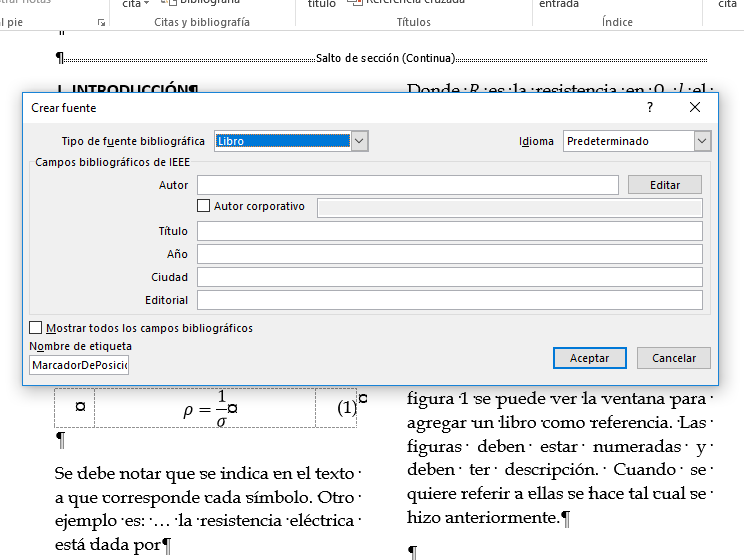 cita
Bibliografía
título
Referencia cruzada
entrada
cita
al pie
Citas y bibliografía
Títulos
Índice
¶
¶ Salto de sección (Continua)
I. INTRODUCCIÓN¶
Donde · R · es · la · resistencia · en · Ω, · l · el ·
Crear fuente
?
Tipo de fuente bibliográfica
Libro
Idioma
Predeterminado
Campos bibliográficos de IEEE
Autor
Editar
Autor corporativo
Título
Año
Ciudad
Editorial
Mostrar todos los campos bibliográficos
Nombre de etiqueta
MarcadorDePosici
Aceptar
Cancelar
¤ ρ = 1/σ ¤ (1)¤ ¤
¶
Se debe notar que se indica en el texto ·
a que corresponde cada símbolo. Otro ·
ejemplo · es: · … · la · resistencia · eléctrica ·
está dada por¶
figura 1 se puede ver la ventana para ·
agregar un libro como referencia. Las ·
figuras · deben · estar · numeradas · y ·
deben · ter · descripción. · Cuando · se ·
quiere referir a ellas se hace tal cual se ·
hizo anteriormente.¶
¶